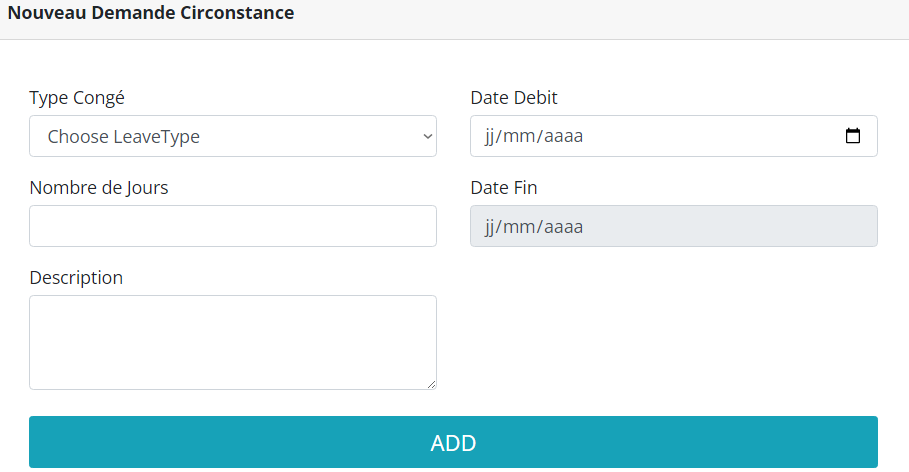 Nouveau Demande Circonstance
Type Congé
Date Debit
Choose LeaveType
jj/mm/aaaa
Nombre de Jours
Date Fin
jj/mm/aaaa
Description
ADD